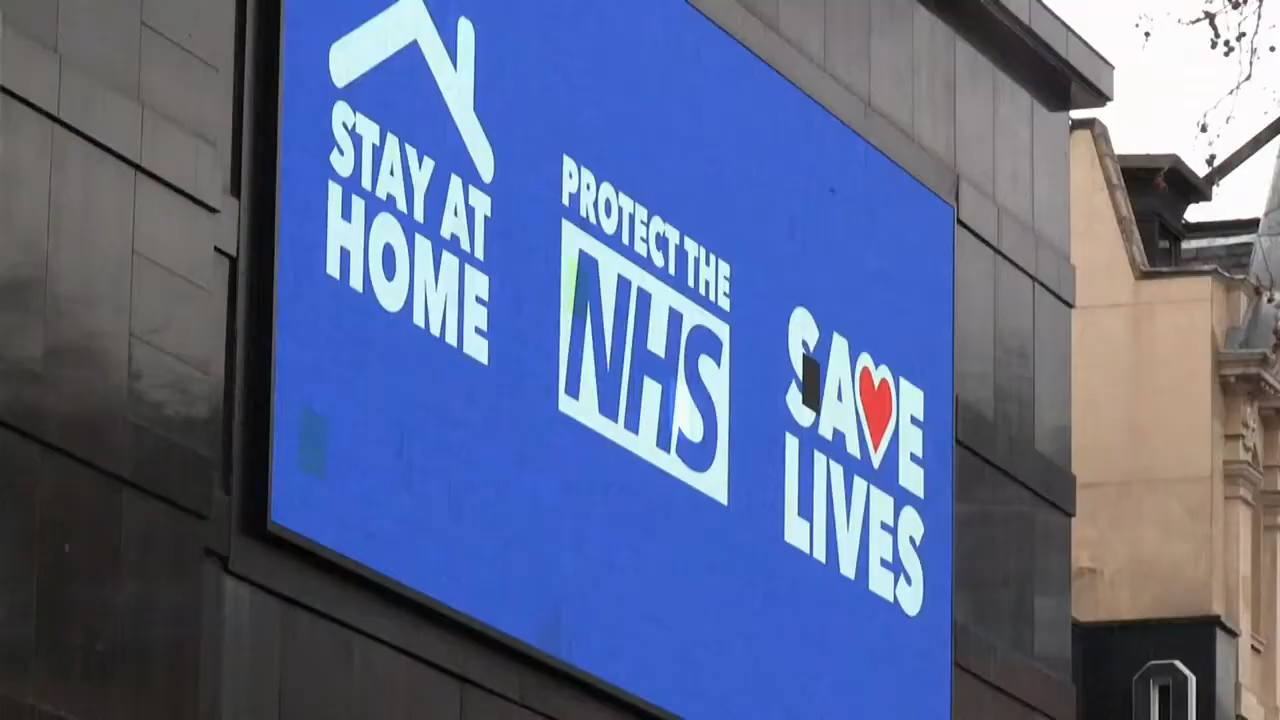 STAY AT
HOME
PROTECT THE
NHS
SAVE
LIVES